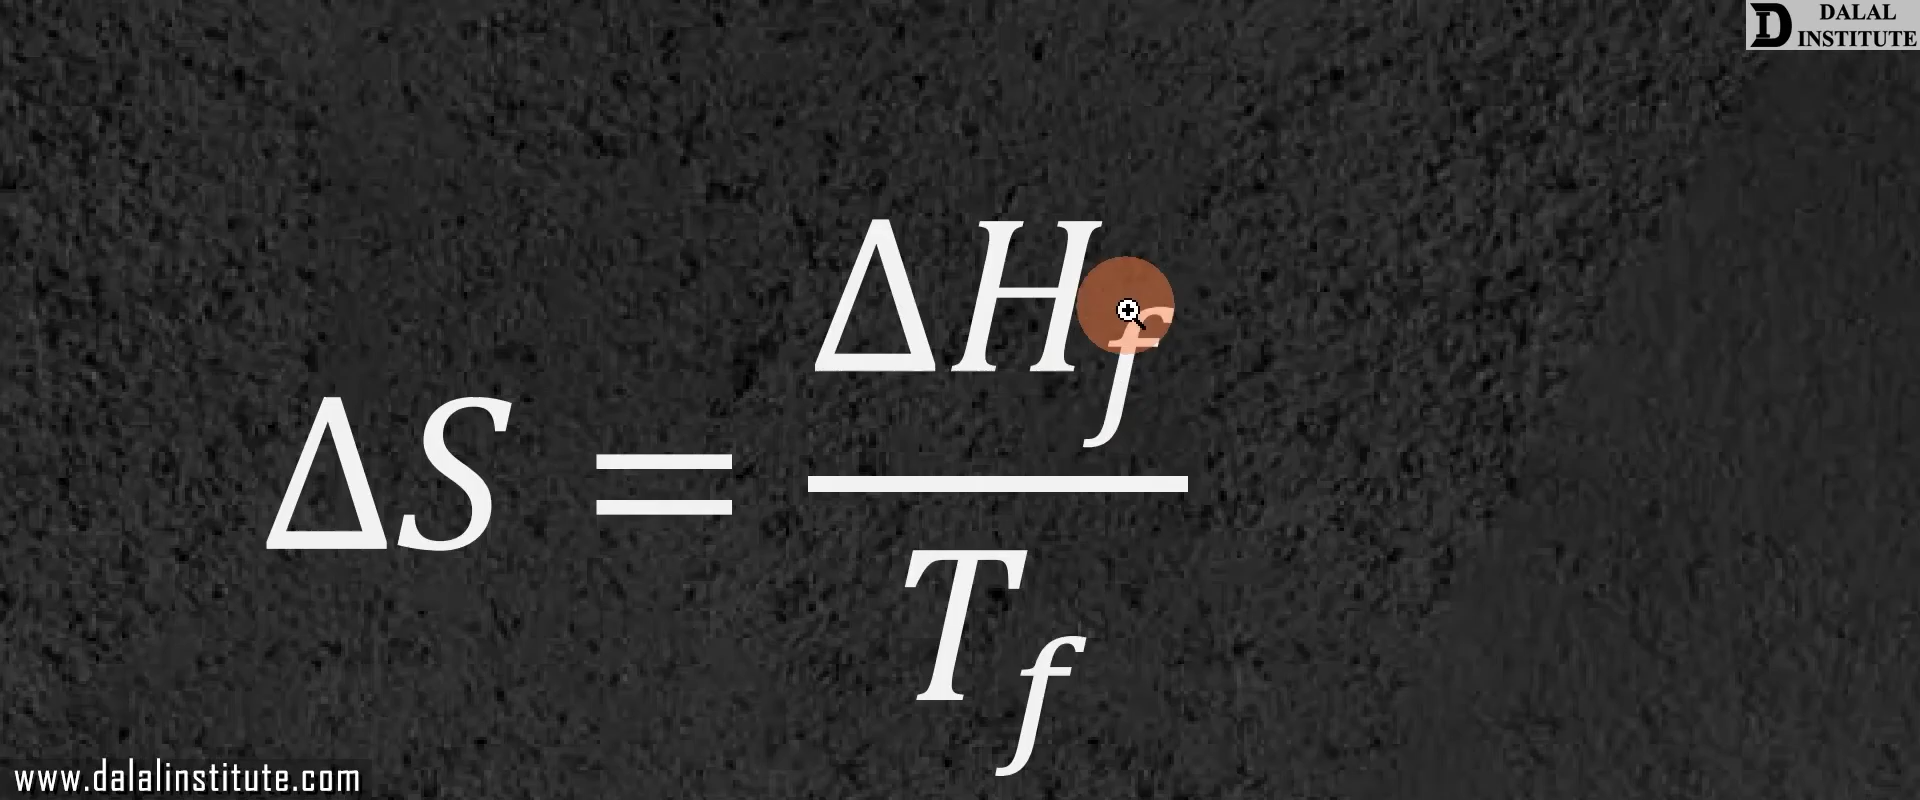 DALAL
INSTITUTE
ΔS = ΔH_f / T_f
www.dalalinstitute.com